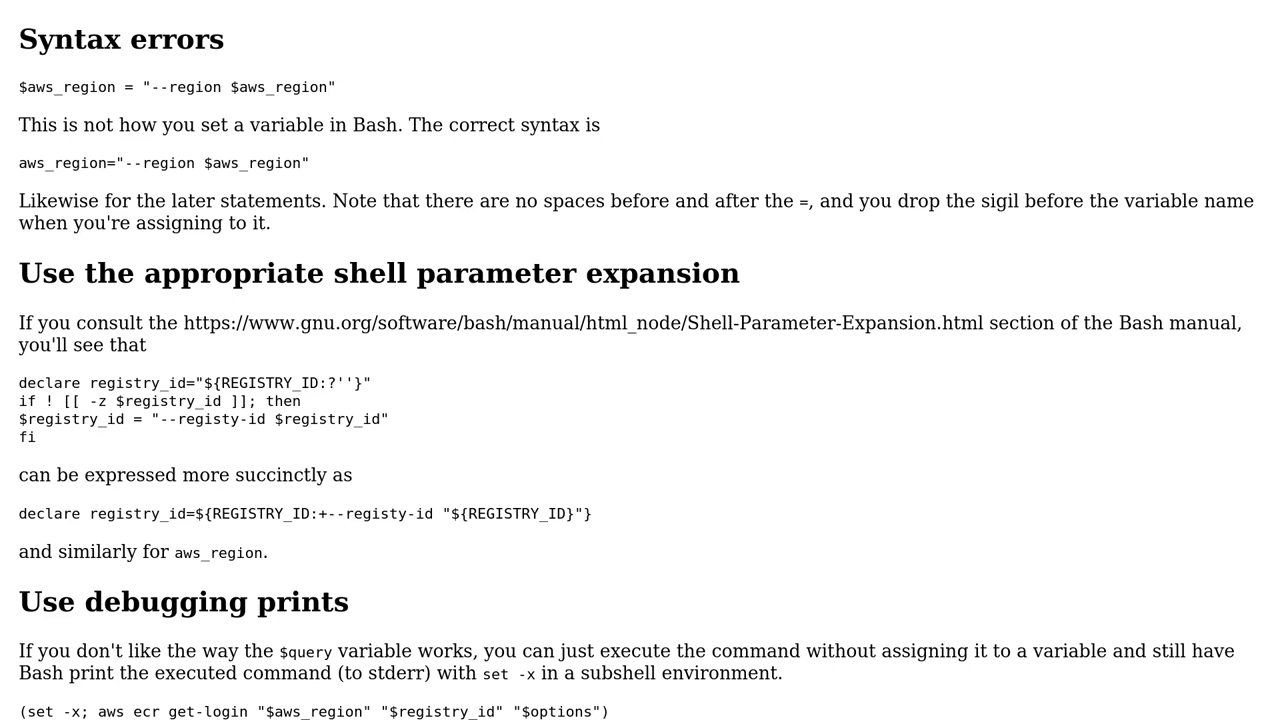 Syntax errors
$aws_region = "--region $aws_region"
This is not how you set a variable in Bash. The correct syntax is
aws_region="--region $aws_region"
Likewise for the later statements. Note that there are no spaces before and after the =, and you drop the sigil before the variable name
when you're assigning to it.
Use the appropriate shell parameter expansion
If you consult the https://www.gnu.org/software/bash/manual/html_node/Shell-Parameter-Expansion.html section of the Bash manual,
you'll see that
declare registry_id="${REGISTRY_ID:?''}"
if ! [[ -z $registry_id ]]; then
$registry_id = "--registy-id $registry_id"
fi
can be expressed more succinctly as
declare registry_id=${REGISTRY_ID:+--registy-id "${REGISTRY_ID}"}
and similarly for aws_region.
Use debugging prints
If you don't like the way the $query variable works, you can just execute the command without assigning it to a variable and still have
Bash print the executed command (to stderr) with set -x in a subshell environment.
(set -x; aws ecr get-login "$aws_region" "$registry_id" "$options")